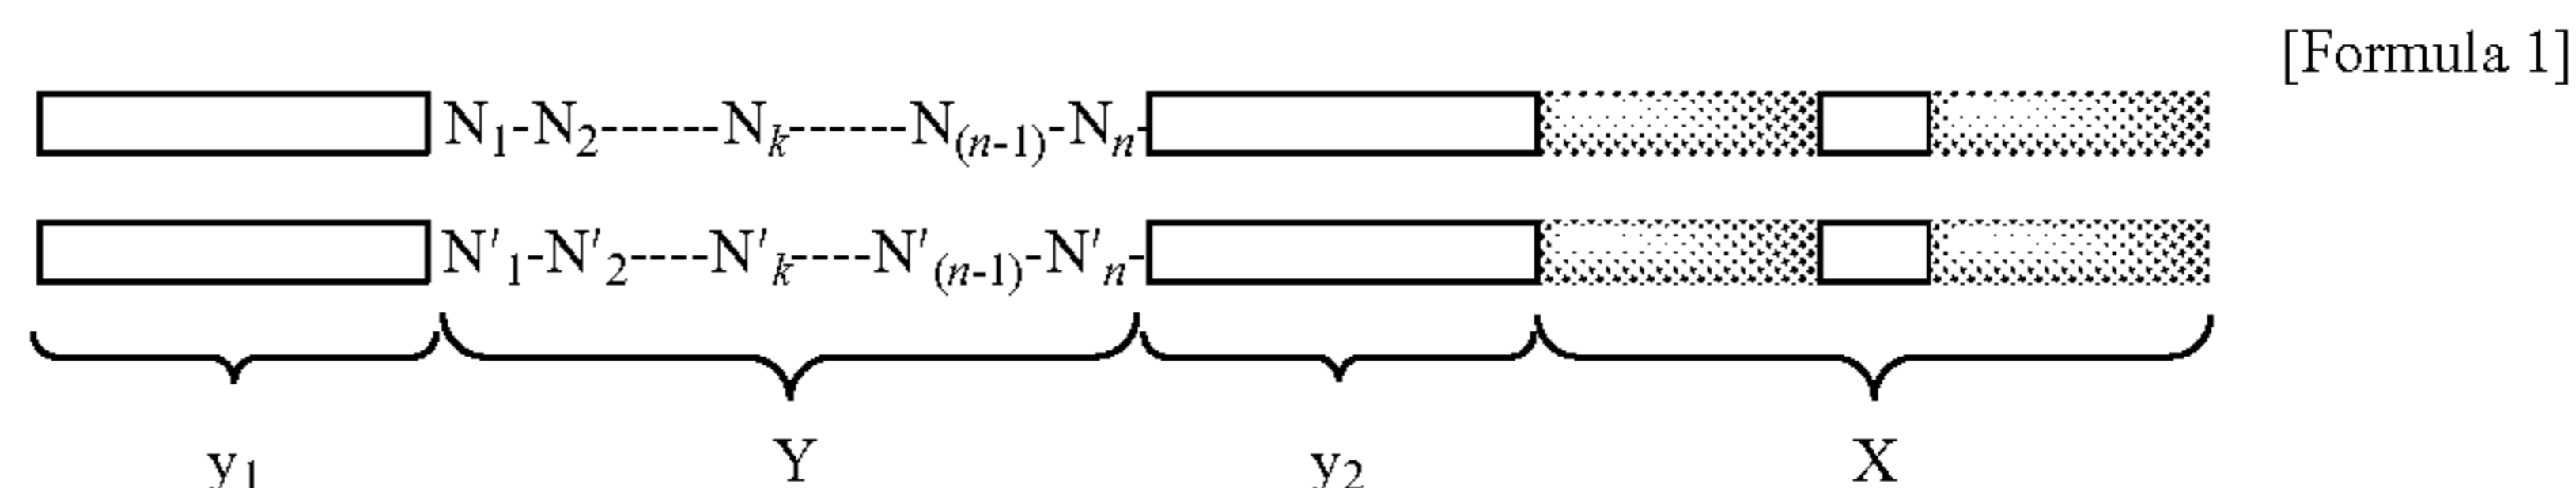 [Formula 1]
N₁-N₂------Nₖ------N₍ₙ₋₁₎-Nₙ-
N′₁-N′₂----N′ₖ----N′₍ₙ₋₁₎-N′ₙ-
y₁ Y y₂ X